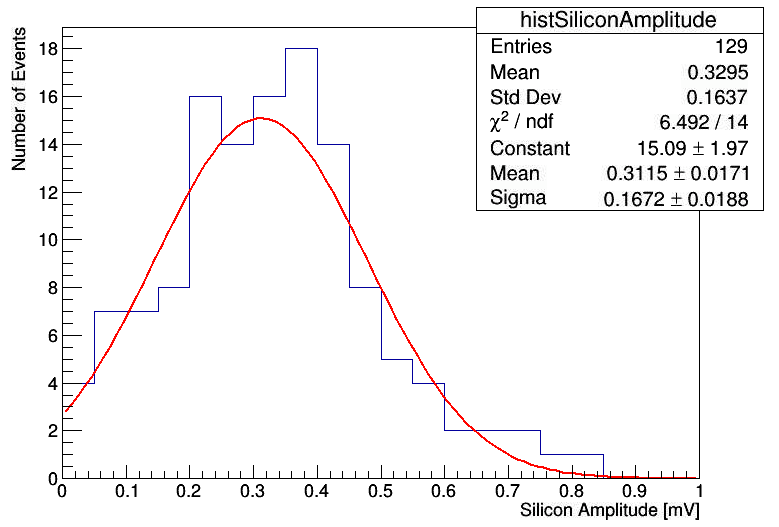 histSiliconAmplitude
Entries 129
Mean 0.3295
Std Dev 0.1637
χ² / ndf 6.492 / 14
Constant 15.09 ± 1.97
Mean 0.3115 ± 0.0171
Sigma 0.1672 ± 0.0188
Number of Events
18
16
14
12
10
8
6
4
2
0
0 0.1 0.2 0.3 0.4 0.5 0.6 0.7 0.8 0.9 1
Silicon Amplitude [mV]